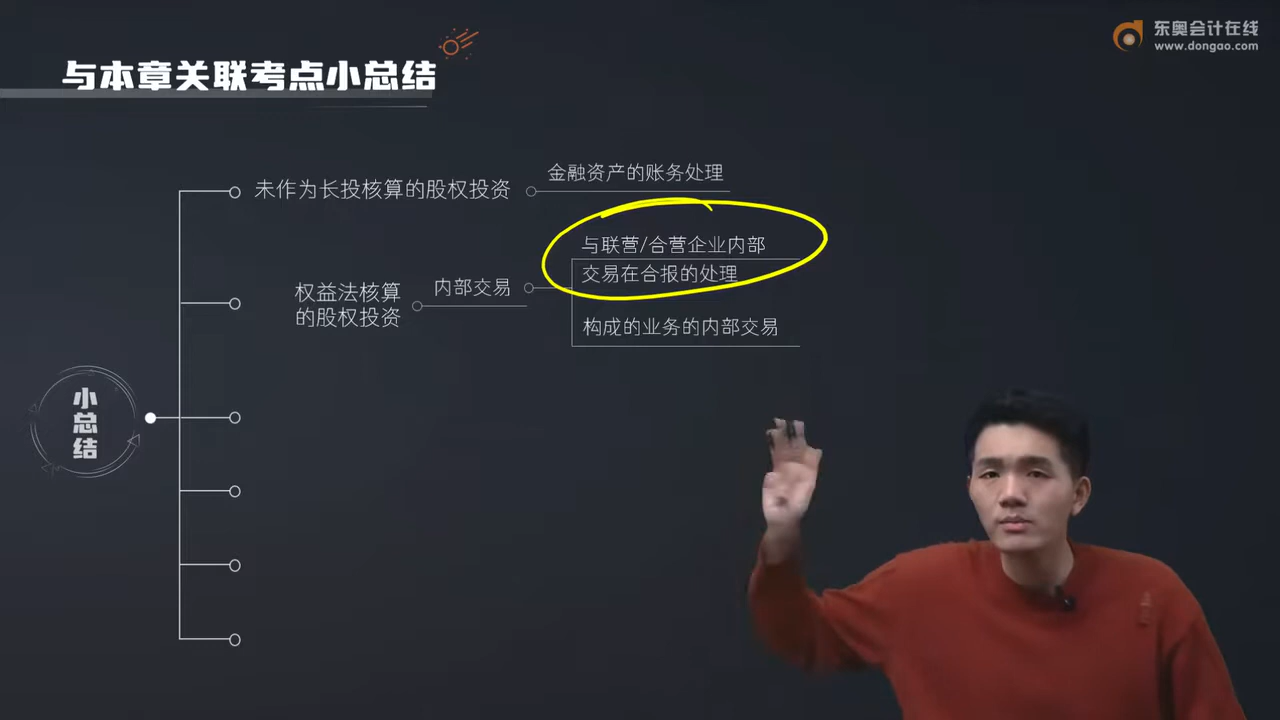 东奥会计在线
www.dongao.com
与本章关联考点小总结
未作为长投核算的股权投资
金融资产的账务处理
与联营/合营企业内部
交易在合报的处理
权益法核算
的股权投资
内部交易
构成的业务的内部交易
小
总
结